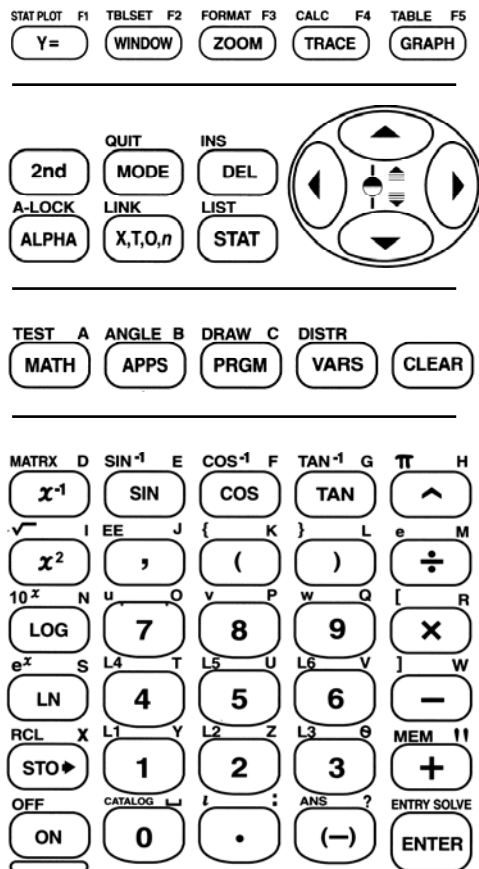 STAT PLOT F1 TBLSET F2 FORMAT F3 CALC F4 TABLE F5
Y= WINDOW ZOOM TRACE GRAPH
QUIT INS
2nd MODE DEL
A-LOCK LINK LIST
ALPHA X,T,O,n STAT
TEST A ANGLE B DRAW C DISTR
MATH APPS PRGM VARS CLEAR
MATRX D SIN⁻¹ E COS⁻¹ F TAN⁻¹ G π H
x⁻¹ SIN COS TAN ^
√ I EE J { K } L e M
x² , ( ) ÷
10ˣ N u O v P w Q [ R
LOG 7 8 9 ×
eˣ S L4 T L5 U L6 V ] W
LN 4 5 6 −
RCL X L1 Y L2 Z L3 Θ MEM "
STO▸ 1 2 3 +
OFF CATALOG ⎵ i : ANS ? ENTRY SOLVE
ON 0 . (—) ENTER